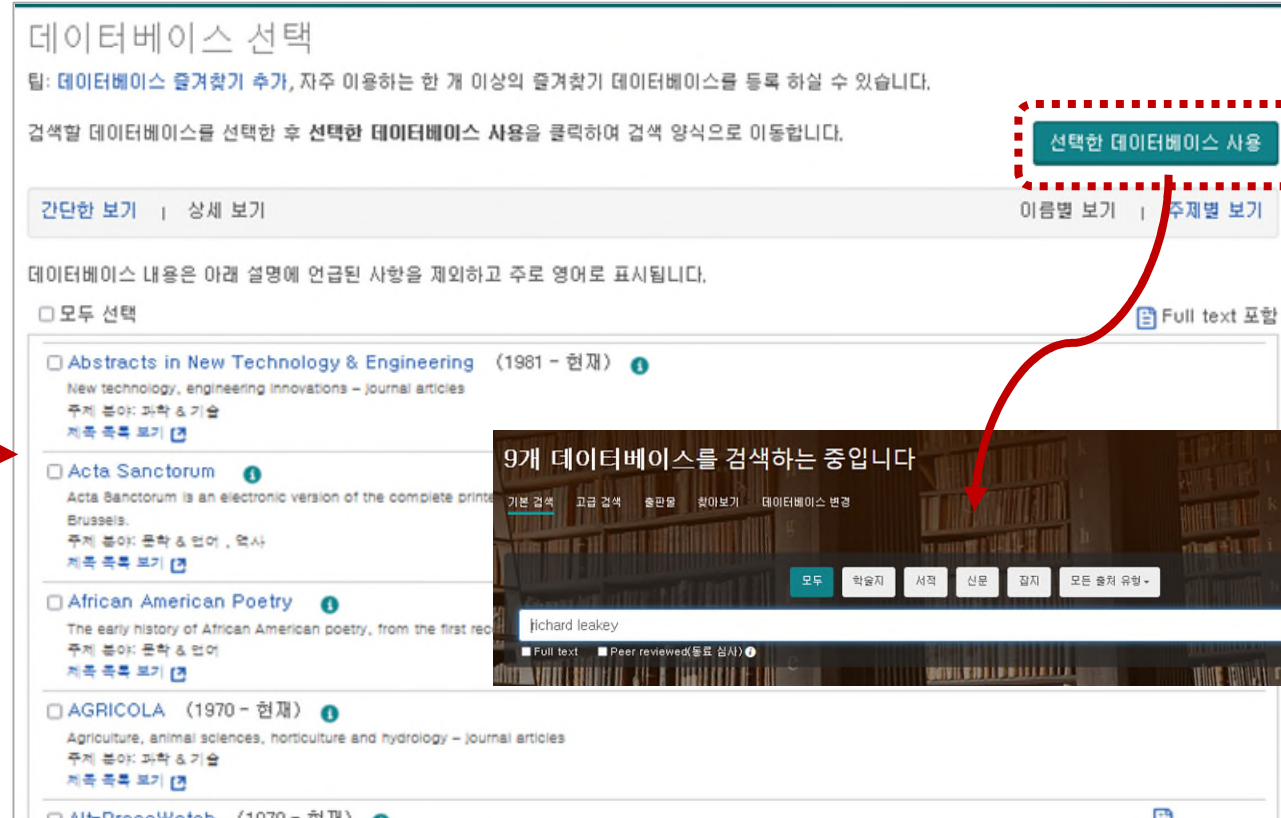 데이터베이스 선택
팁: 데이터베이스 즐겨찾기 추가, 자주 이용하는 한 개 이상의 즐겨찾기 데이터베이스를 등록 하실 수 있습니다.
검색할 데이터베이스를 선택한 후 선택한 데이터베이스 사용을 클릭하여 검색 양식으로 이동합니다.
선택한 데이터베이스 사용
간단한 보기 | 상세 보기 이름별 보기 | 주제별 보기
데이터베이스 내용은 아래 설명에 언급된 사항을 제외하고 주로 영어로 표시됩니다.
모두 선택 Full text 포함
Abstracts in New Technology & Engineering (1981 - 현재)
New technology, engineering innovations – journal articles
주제 분야: 과학 & 기술
제목 목록 보기
Acta Sanctorum
Acta Sanctorum is an electronic version of the complete printe
Brussels.
주제 분야: 문학 & 언어 , 역사
제목 목록 보기
African American Poetry
The early history of African American poetry, from the first rec
주제 분야: 문학 & 언어
제목 목록 보기
9개 데이터베이스를 검색하는 중입니다
기본 검색 고급 검색 출판물 찾아보기 데이터베이스 변경
모두 학술지 서적 신문 잡지 모든 출처 유형
richard leakey
Full text Peer reviewed(동료 심사)
AGRICOLA (1970 - 현재)
Agriculture, animal sciences, horticulture and hydrology – journal articles
주제 분야: 과학 & 기술
제목 목록 보기